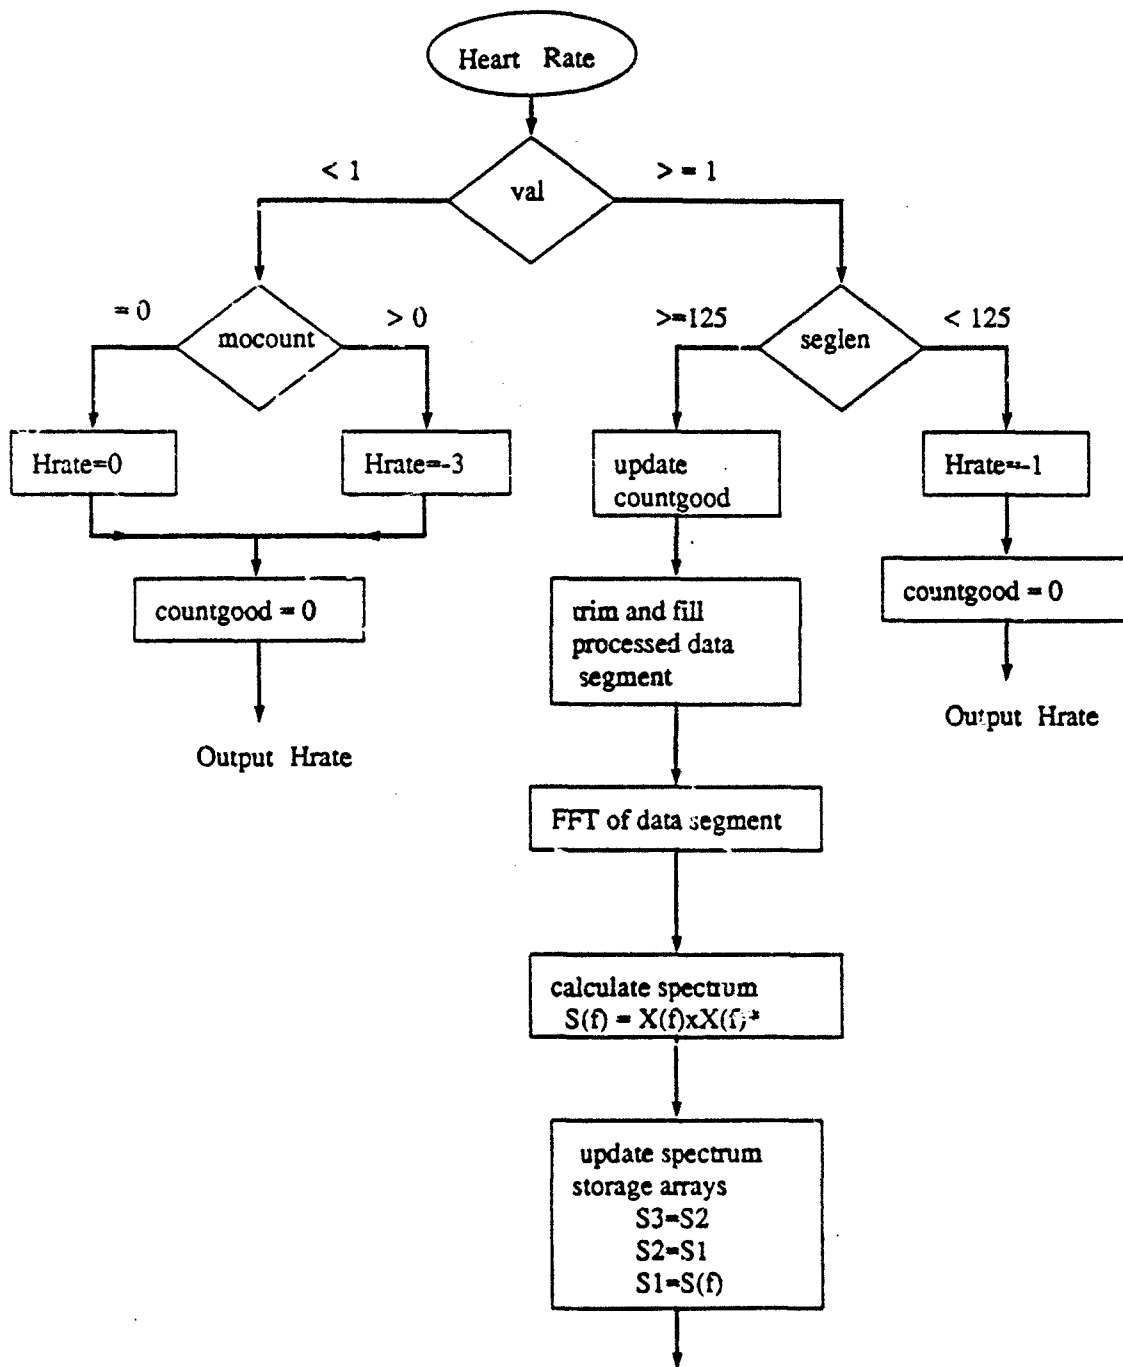 Heart Rate
< 1
val
> = 1
= 0
mocount
> 0
>=125
seglen
< 125
Hrate=0
Hrate=-3
update
countgood
Hrate=-1
countgood = 0
trim and fill
processed data
segment
countgood = 0
Output Hrate
Output Hrate
FFT of data segment
calculate spectrum
S(f) = X(f)xX(f)*
update spectrum
storage arrays
S3=S2
S2=S1
S1=S(f)